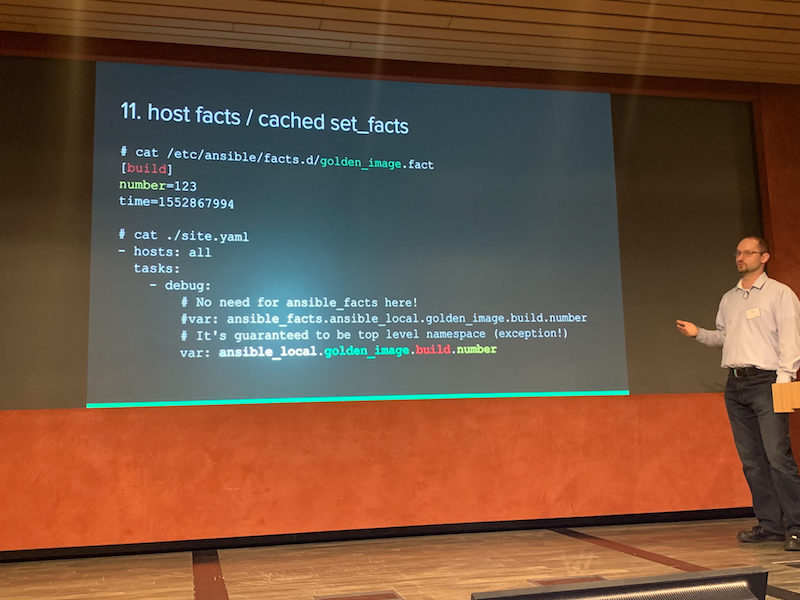 11. host facts / cached set_facts
# cat /etc/ansible/facts.d/golden_image.fact
[build]
number=123
time=1552867994
# cat ./site.yaml
- hosts: all
  tasks:
    - debug:
        # No need for ansible_facts here!
        #var: ansible_facts.ansible_local.golden_image.build.number
        # It's guaranteed to be top level namespace (exception!)
        var: ansible_local.golden_image.build.number